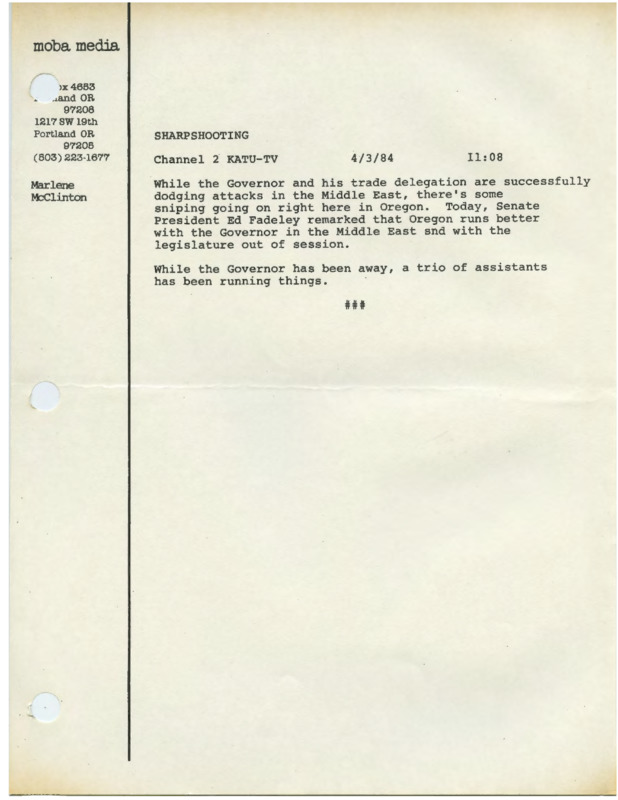 moba media
4683
OR
97208
1217 SW 19th
Portland OR
97205
(503) 223-1677
Marlene
McClinton
SHARPSHOOTING
Channel 2 KATU-TV 4/3/84 11:08
While the Governor and his trade delegation are successfully
dodging attacks in the Middle East, there's some
sniping going on right here in Oregon. Today, Senate
President Ed Fadeley remarked that Oregon runs better
with the Governor in the Middle East snd with the
legislature out of session.
While the Governor has been away, a trio of assistants
has been running things.
###